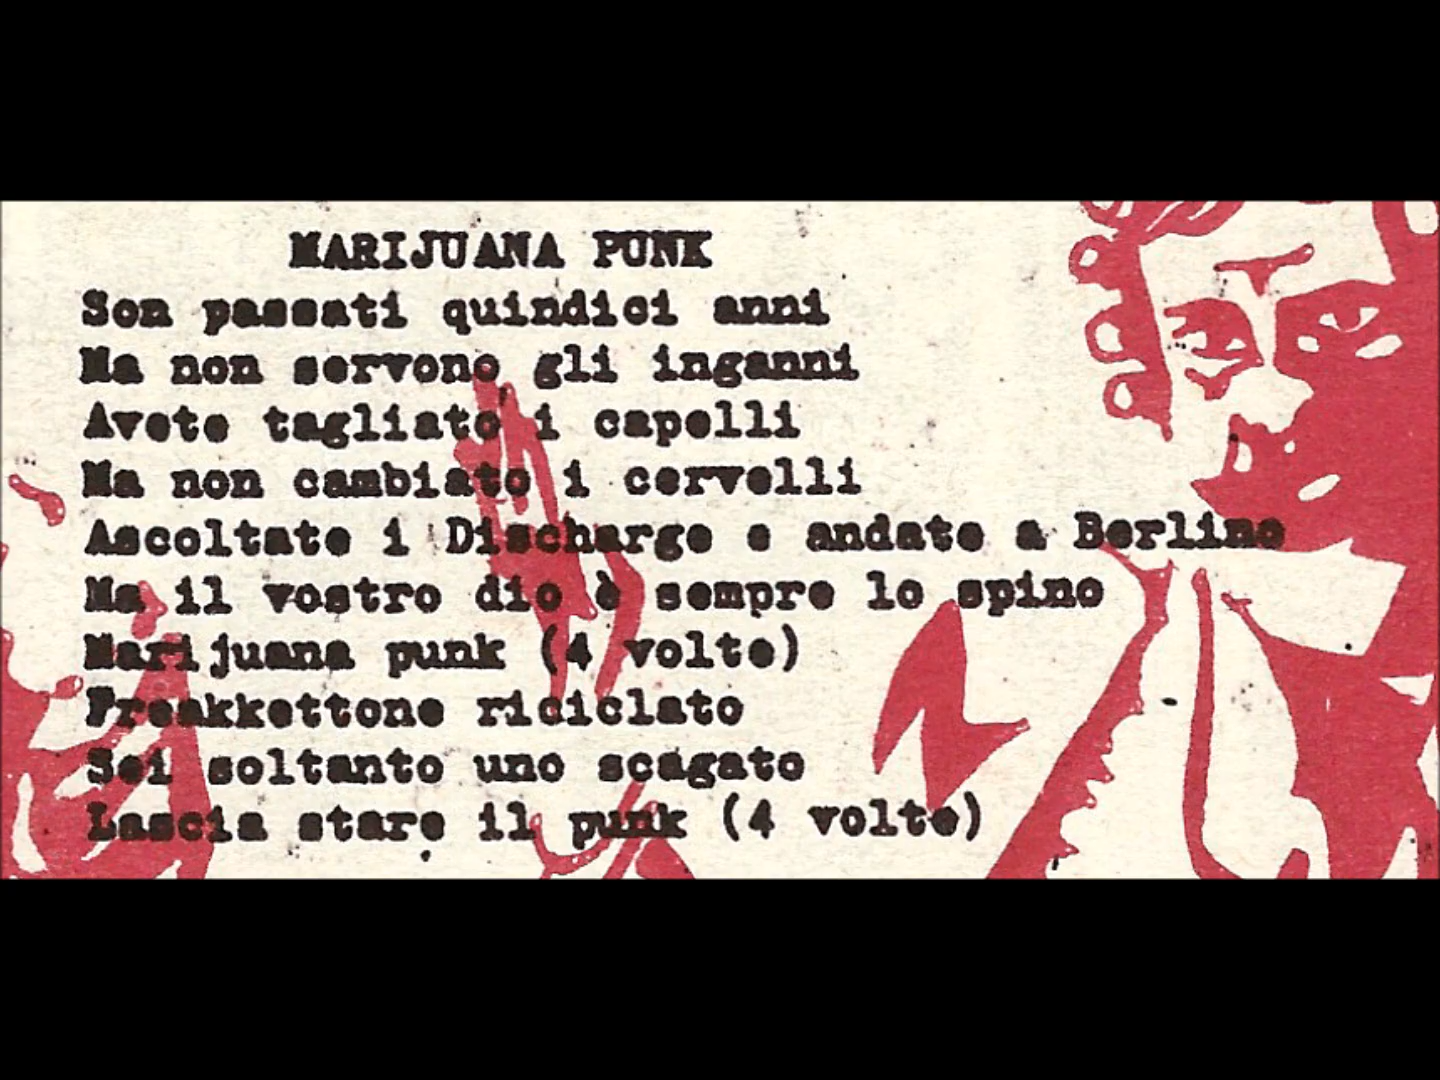 MARIJUANA PUNK
Son passati quindici anni
Ma non servono gli inganni
Avete tagliato i capelli
Ma non cambiato i cervelli
Ascoltate i Discharge e andate a Berlino
Ma il vostro dio è sempre lo spino
Marijuana punk (4 volte)
Freakkettone riciclato
Sei soltanto uno scagato
Lascia stare il punk (4 volte)